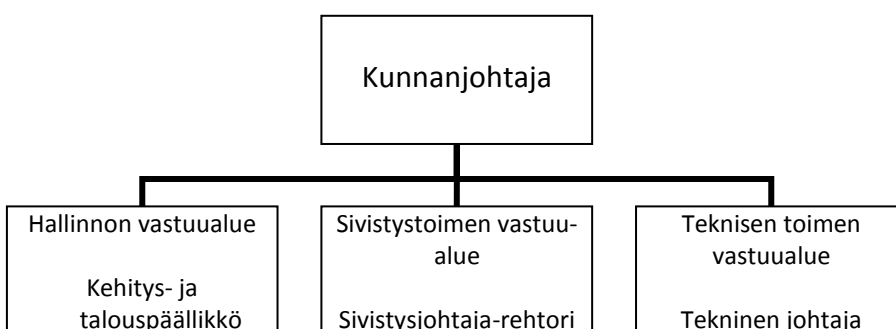 Kunnanjohtaja
Hallinnon vastuualue
Kehitys- ja
talouspäällikkö
Sivistystoimen vastuu-
alue
Sivistysjohtaja-rehtori
Teknisen toimen
vastuualue
Tekninen johtaja